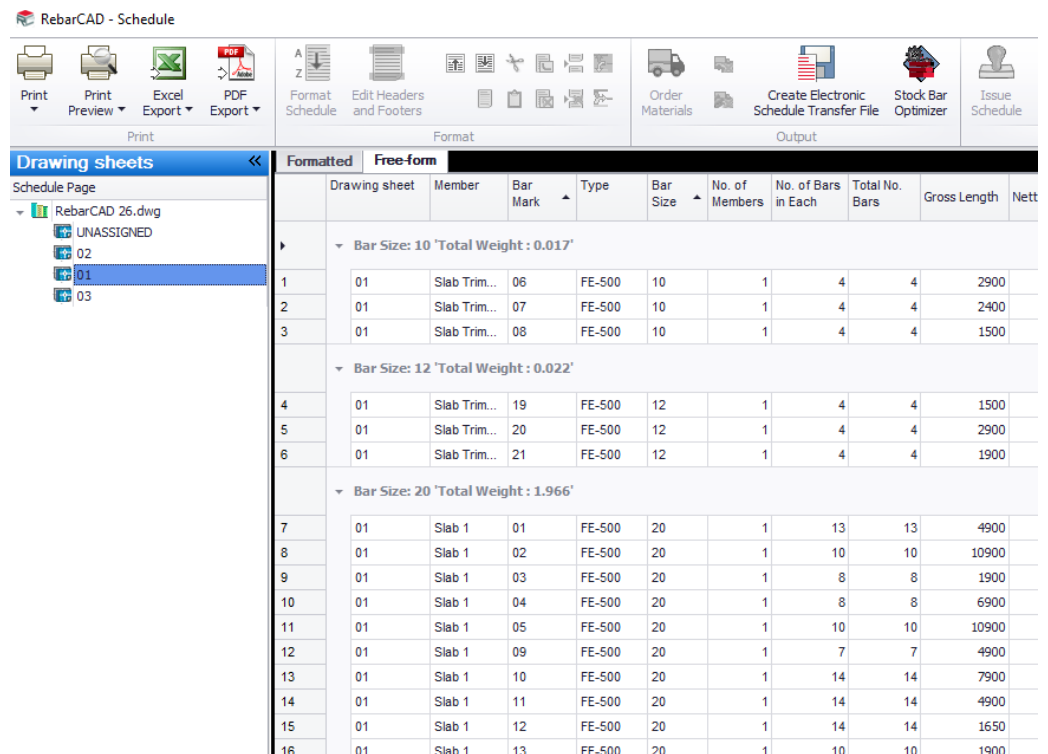 RebarCAD - Schedule
Print Print Preview Excel Export PDF Export Format Schedule Edit Headers and Footers Order Materials Create Electronic Schedule Transfer File Stock Bar Optimizer Issue Schedule
Print Format Output
Drawing sheets
Schedule Page
RebarCAD 26.dwg
UNASSIGNED
02
01
03
Formatted Free-form
Drawing sheet Member Bar Mark Type Bar Size No. of Members No. of Bars in Each Total No. Bars Gross Length Nett
Bar Size: 10 'Total Weight : 0.017'
1 01 Slab Trim... 06 FE-500 10 1 4 4 2900
2 01 Slab Trim... 07 FE-500 10 1 4 4 2400
3 01 Slab Trim... 08 FE-500 10 1 4 4 1500
Bar Size: 12 'Total Weight : 0.022'
4 01 Slab Trim... 19 FE-500 12 1 4 4 1500
5 01 Slab Trim... 20 FE-500 12 1 4 4 2900
6 01 Slab Trim... 21 FE-500 12 1 4 4 1900
Bar Size: 20 'Total Weight : 1.966'
7 01 Slab 1 01 FE-500 20 1 13 13 4900
8 01 Slab 1 02 FE-500 20 1 10 10 10900
9 01 Slab 1 03 FE-500 20 1 8 8 1900
10 01 Slab 1 04 FE-500 20 1 8 8 6900
11 01 Slab 1 05 FE-500 20 1 10 10 10900
12 01 Slab 1 09 FE-500 20 1 7 7 4900
13 01 Slab 1 10 FE-500 20 1 14 14 7900
14 01 Slab 1 11 FE-500 20 1 14 14 4900
15 01 Slab 1 12 FE-500 20 1 14 14 1650
16 01 Slab 1 13 FE-500 20 1 10 10 1900